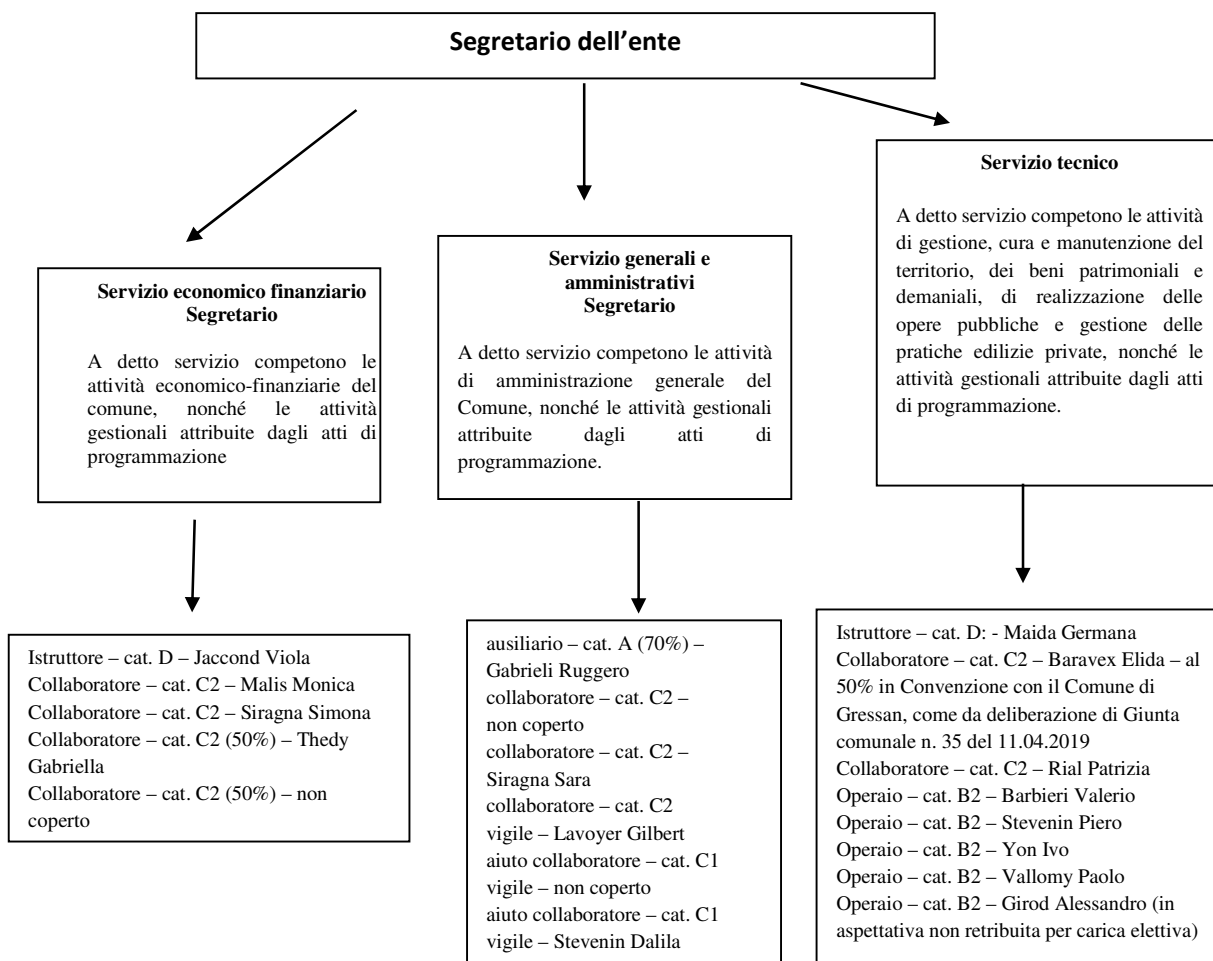 Segretario dell'ente
Servizio economico finanziario
Segretario
A detto servizio competono le
attività economico-finanziarie del
comune, nonché le attività
gestionali attribuite dagli atti di
programmazione
Servizio generali e
amministrativi
Segretario
A detto servizio competono le attività
di amministrazione generale del
Comune, nonché le attività gestionali
attribuite dagli atti di
programmazione.
Servizio tecnico
A detto servizio competono le attività
di gestione, cura e manutenzione del
territorio, dei beni patrimoniali e
demaniali, di realizzazione delle
opere pubbliche e gestione delle
pratiche edilizie private, nonché le
attività gestionali attribuite dagli atti
di programmazione.
Istruttore – cat. D – Jaccond Viola
Collaboratore – cat. C2 – Malis Monica
Collaboratore – cat. C2 – Siragna Simona
Collaboratore – cat. C2 (50%) – Thedy
Gabriella
Collaboratore – cat. C2 (50%) – non
coperto
ausiliario – cat. A (70%) –
Gabrieli Ruggero
collaboratore – cat. C2 –
non coperto
collaboratore – cat. C2 –
Siragna Sara
collaboratore – cat. C2
vigile – Lavoyer Gilbert
aiuto collaboratore – cat. C1
vigile – non coperto
aiuto collaboratore – cat. C1
vigile – Stevenin Dalila
Istruttore – cat. D: - Maida Germana
Collaboratore – cat. C2 – Baravex Elida – al
50% in Convenzione con il Comune di
Gressan, come da deliberazione di Giunta
comunale n. 35 del 11.04.2019
Collaboratore – cat. C2 – Rial Patrizia
Operaio – cat. B2 – Barbieri Valerio
Operaio – cat. B2 – Stevenin Piero
Operaio – cat. B2 – Yon Ivo
Operaio – cat. B2 – Vallomy Paolo
Operaio – cat. B2 – Girod Alessandro (in
aspettativa non retribuita per carica elettiva)